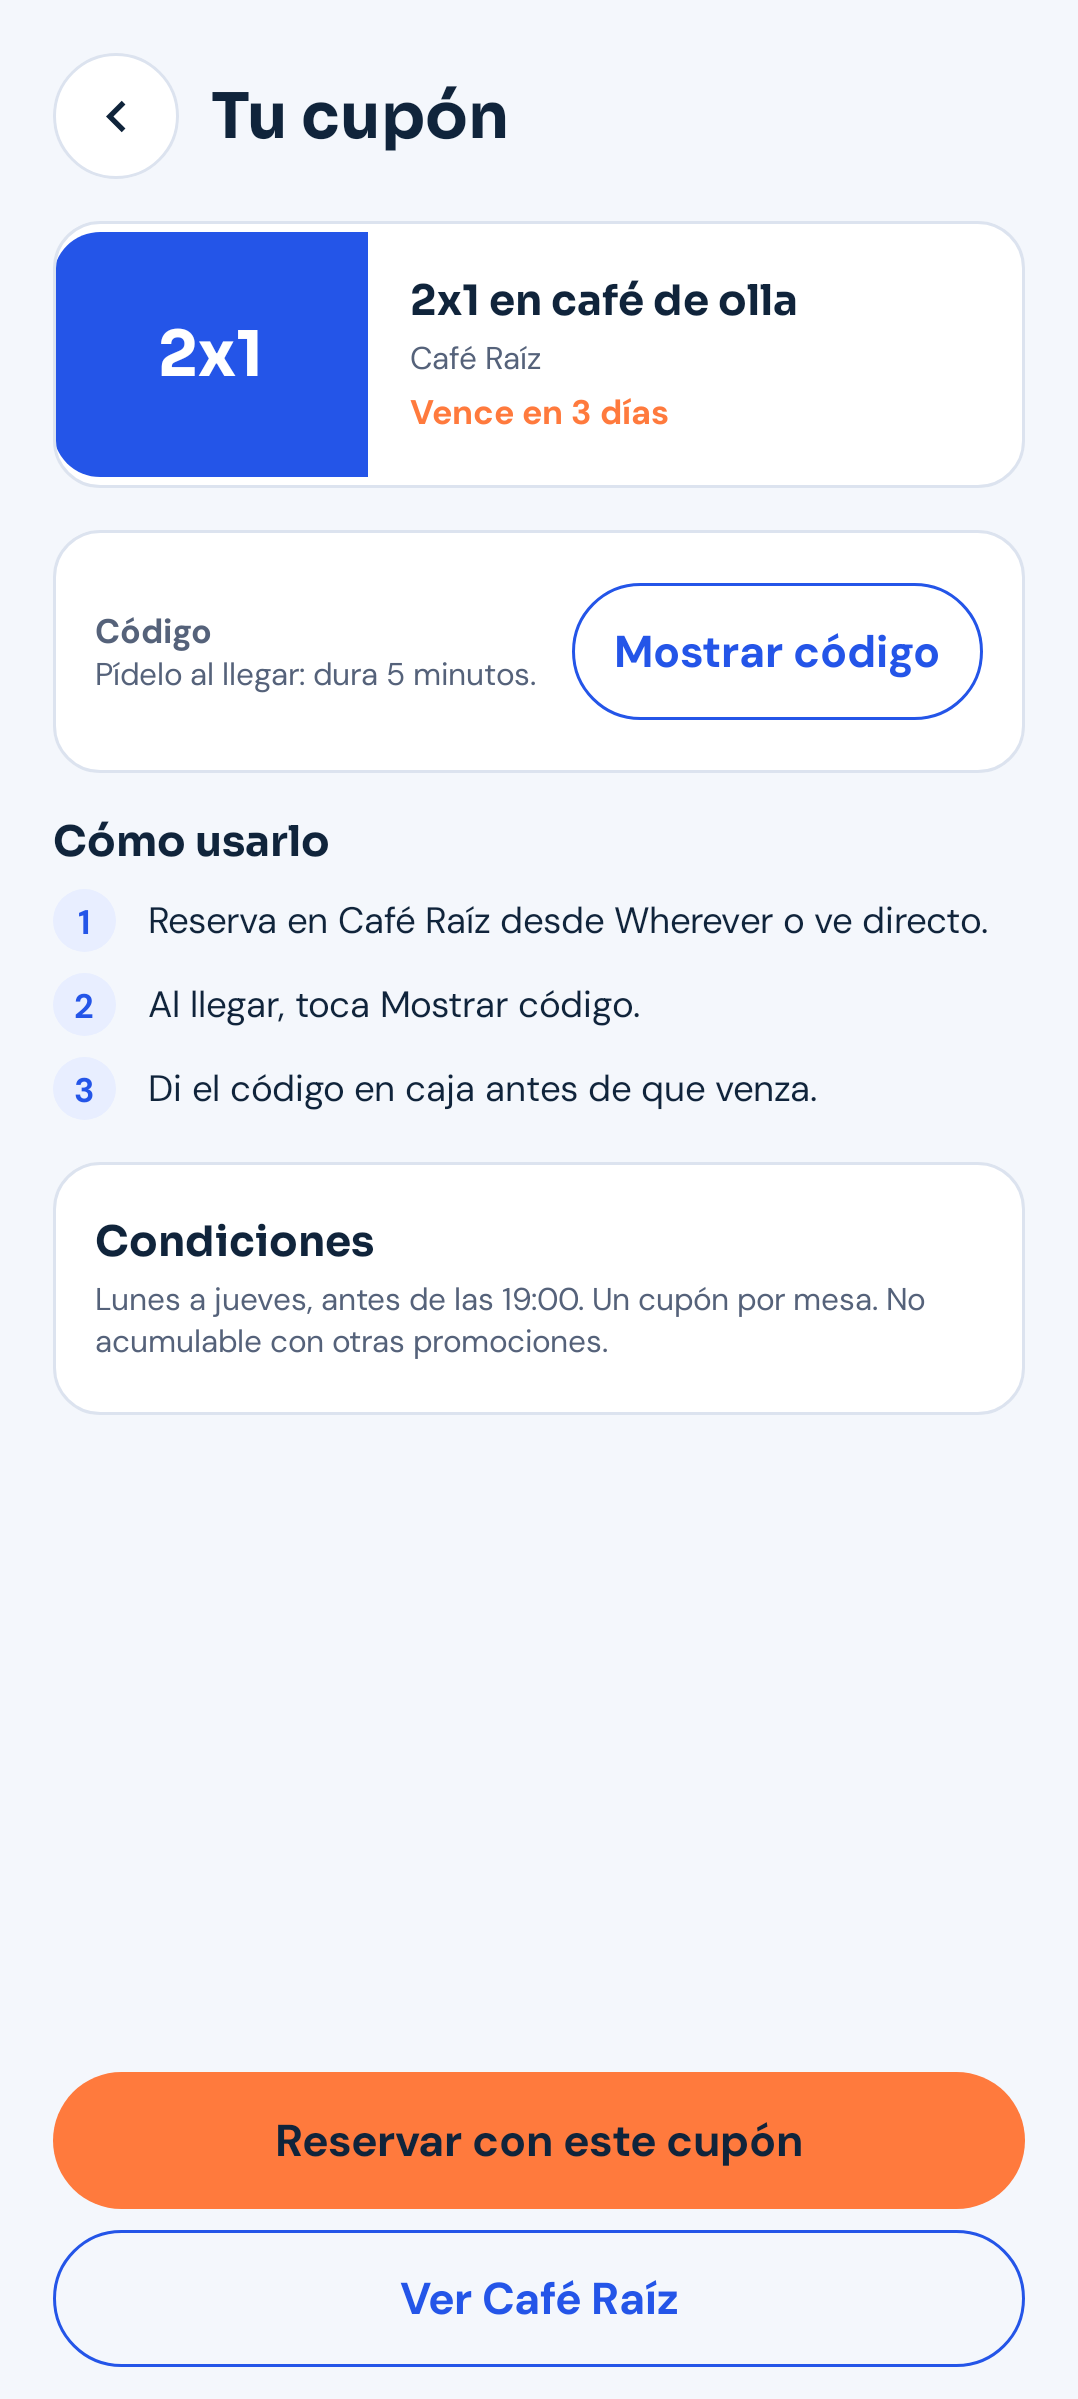 Tu cupón
2x1
2x1 en café de olla
Café Raíz
Vence en 3 días
Código
Pídelo al llegar: dura 5 minutos.
Mostrar código
Cómo usarlo
1 Reserva en Café Raíz desde Wherever o ve directo.
2 Al llegar, toca Mostrar código.
3 Di el código en caja antes de que venza.
Condiciones
Lunes a jueves, antes de las 19:00. Un cupón por mesa. No
acumulable con otras promociones.
Reservar con este cupón
Ver Café Raíz